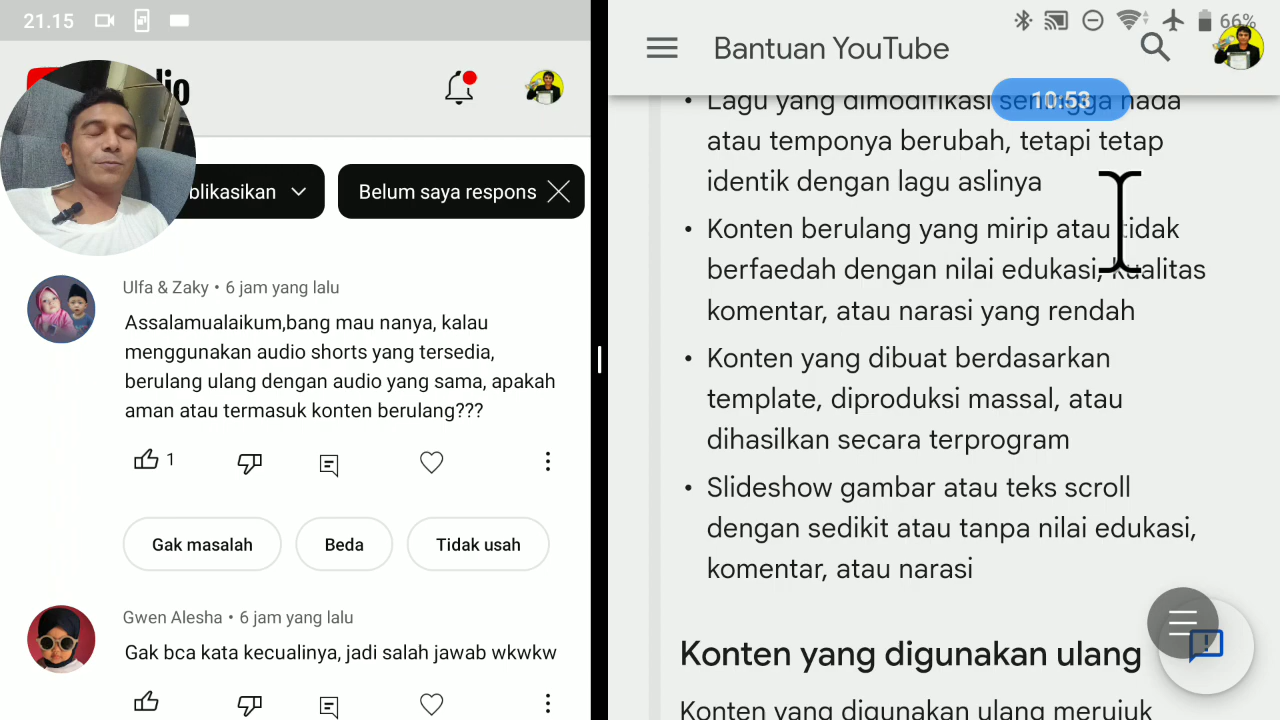 21.15
dio
blikasikan
Belum saya respons
Ulfa & Zaky • 6 jam yang lalu
Assalamualaikum,bang mau nanya, kalau
menggunakan audio shorts yang tersedia,
berulang ulang dengan audio yang sama, apakah
aman atau termasuk konten berulang???
1
Gak masalah
Beda
Tidak usah
Gwen Alesha • 6 jam yang lalu
Gak bca kata kecualinya, jadi salah jawab wkwkw
66%
Bantuan YouTube
10:53
• Lagu yang dimodifikasi sehingga nada
atau temponya berubah, tetapi tetap
identik dengan lagu aslinya
• Konten berulang yang mirip atau tidak
berfaedah dengan nilai edukasi, kualitas
komentar, atau narasi yang rendah
• Konten yang dibuat berdasarkan
template, diproduksi massal, atau
dihasilkan secara terprogram
• Slideshow gambar atau teks scroll
dengan sedikit atau tanpa nilai edukasi,
komentar, atau narasi
Konten yang digunakan ulang
Konten yang digunakan ulang merujuk